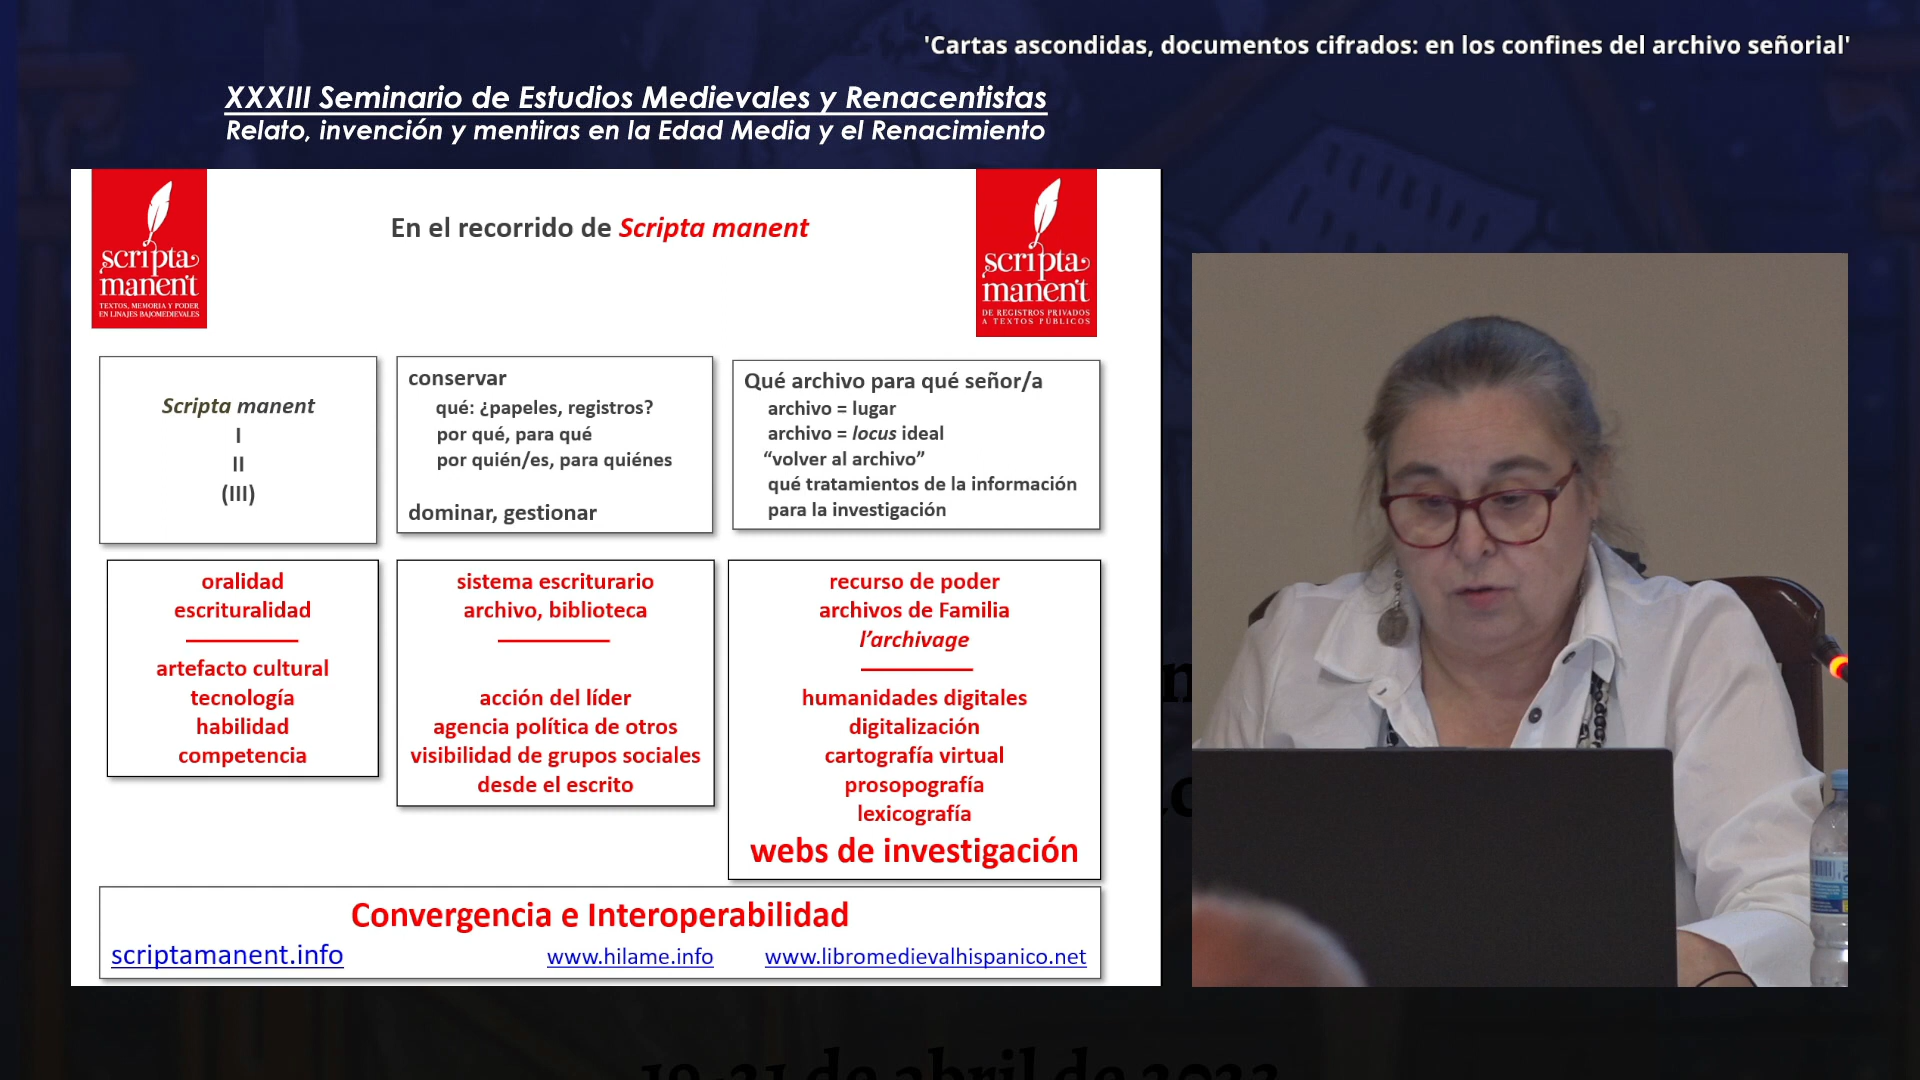 'Cartas ascondidas, documentos cifrados: en los confines del archivo señorial'
XXXIII Seminario de Estudios Medievales y Renacentistas
Relato, invención y mentiras en la Edad Media y el Renacimiento
scripta
manent
TEXTOS, MEMORIA Y PODER
EN LINAJES BAJOMEDIEVALES
En el recorrido de Scripta manent
scripta
manent
DE REGISTROS PRIVADOS
A TEXTOS PÚBLICOS
Scripta manent
I
II
(III)
conservar
qué: ¿papeles, registros?
por qué, para qué
por quién/es, para quiénes
dominar, gestionar
Qué archivo para qué señor/a
archivo = lugar
archivo = locus ideal
“volver al archivo”
qué tratamientos de la información
para la investigación
oralidad
escrituralidad
artefacto cultural
tecnología
habilidad
competencia
sistema escriturario
archivo, biblioteca
acción del líder
agencia política de otros
visibilidad de grupos sociales
desde el escrito
recurso de poder
archivos de Familia
l’archivage
humanidades digitales
digitalización
cartografía virtual
prosopografía
lexicografía
webs de investigación
Convergencia e Interoperabilidad
scriptamanent.info
www.hilame.info
www.libromedievalhispanico.net